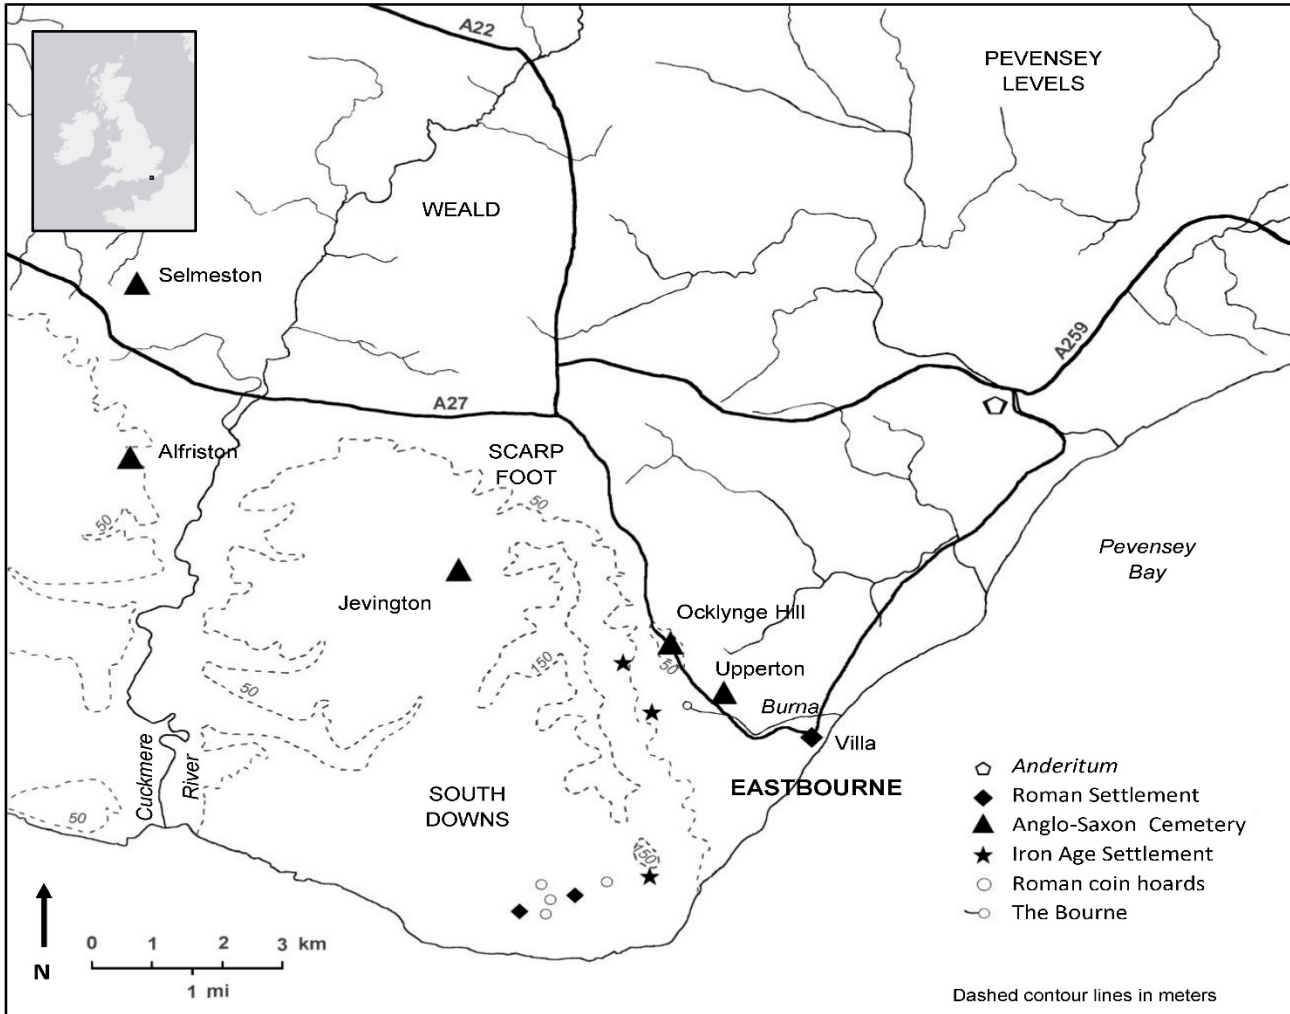 A22
PEVENSEY
LEVELS
WEALD
Selmeston
A259
A27
Alfriston
SCARP
FOOT
50
50
Pevensey
Bay
Jevington
Ocklynge Hill
50
150
Upperton
50
Burna
Villa
Cuckmere
River
EASTBOURNE
SOUTH
DOWNS
50
150
Anderitum
Roman Settlement
Anglo-Saxon Cemetery
Iron Age Settlement
Roman coin hoards
The Bourne
N
0 1 2 3 km
1 mi
Dashed contour lines in meters